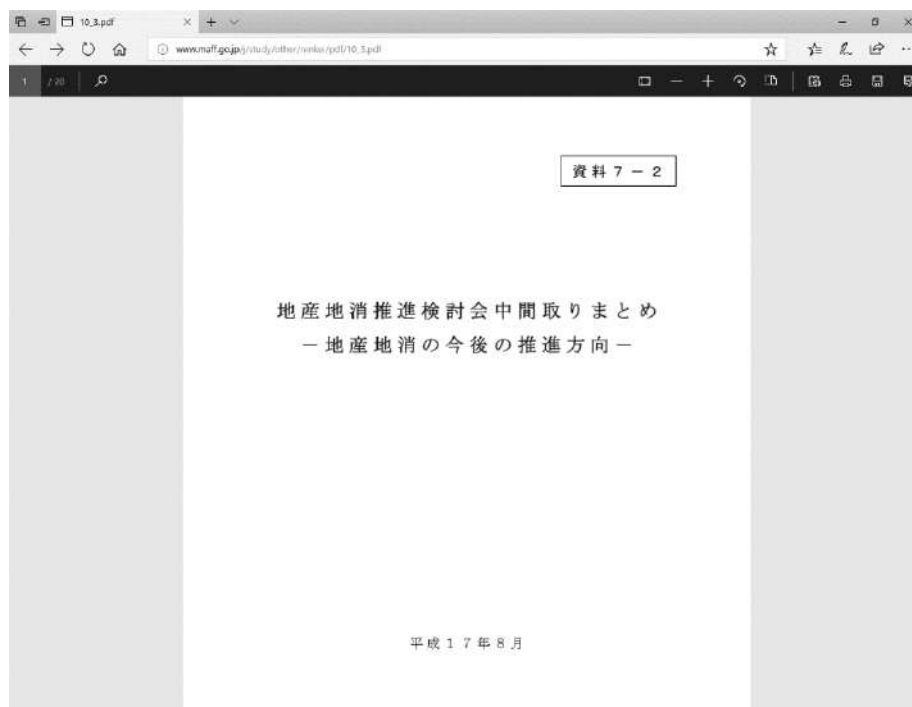 10_3.pdf
www.maff.go.jp/j/study/other/renkei/pdf/10_3.pdf
1 / 20
資料７－２
地産地消推進検討会中間取りまとめ
－地産地消の今後の推進方向－
平成１７年８月